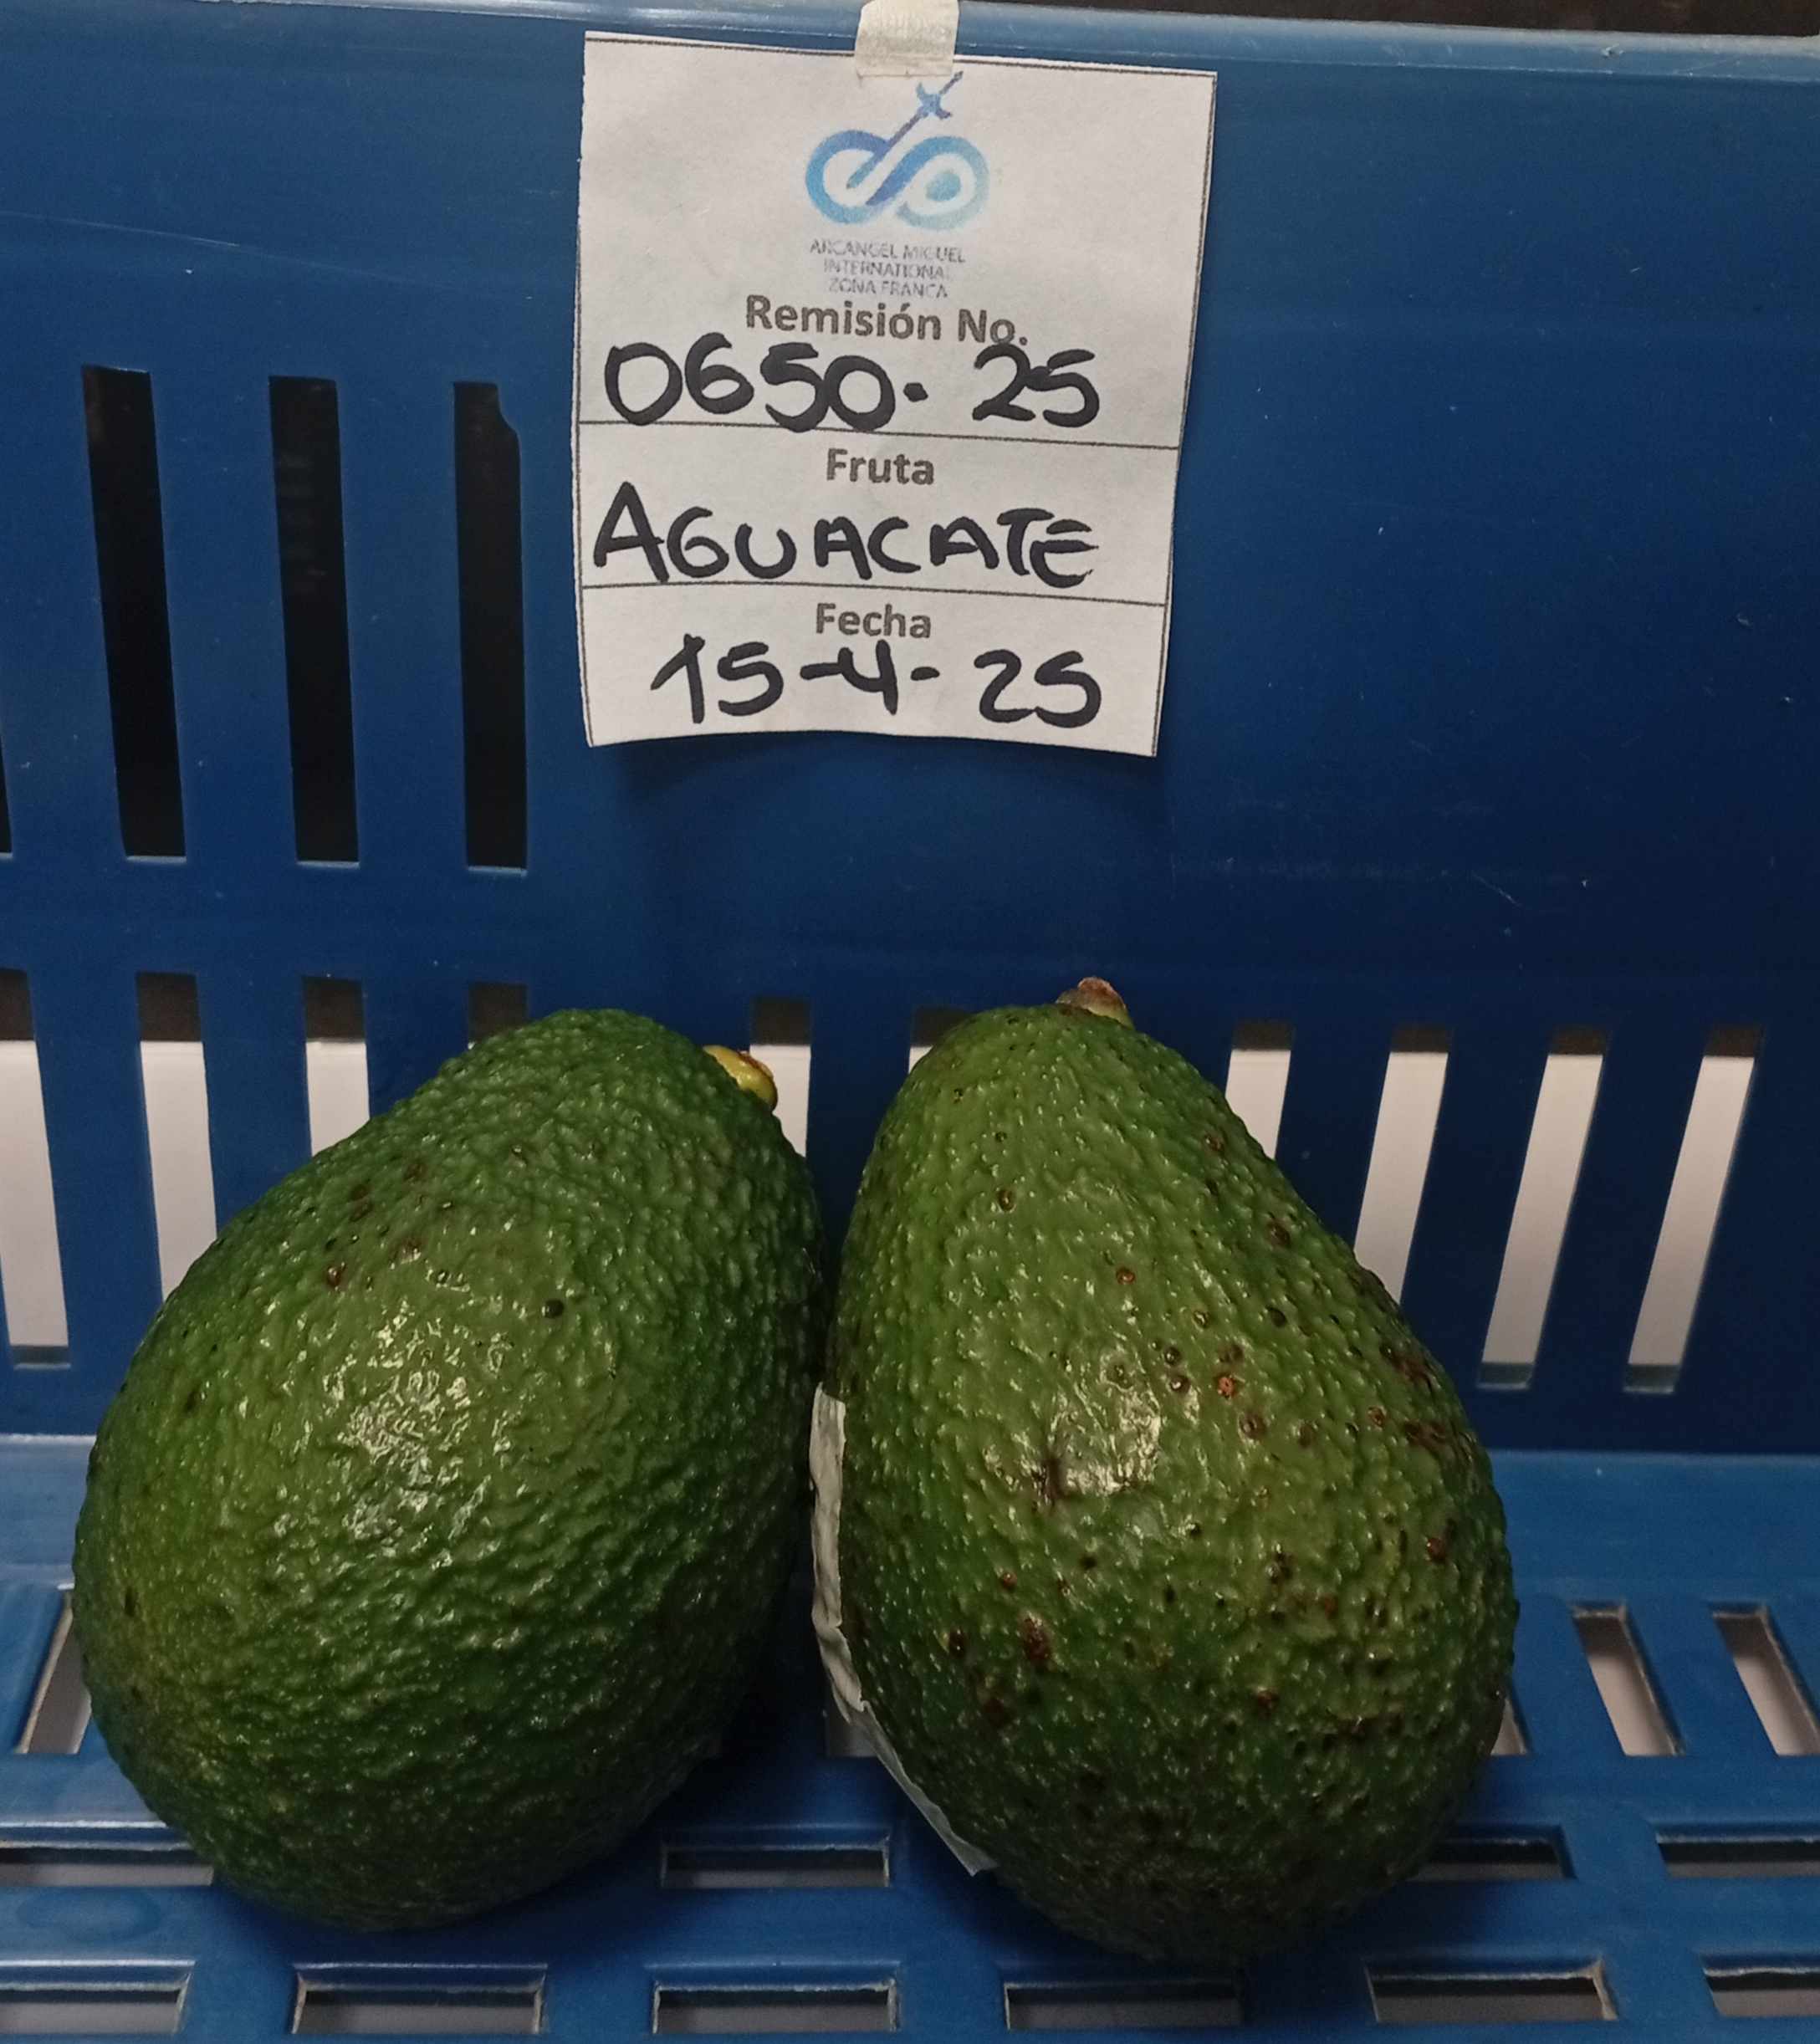 ARCANGEL MIGUEL
INTERNATIONAL
ZONA FRANCA
Remisión No.
0650. 25
Fruta
AGUACATE
Fecha
15-4-25